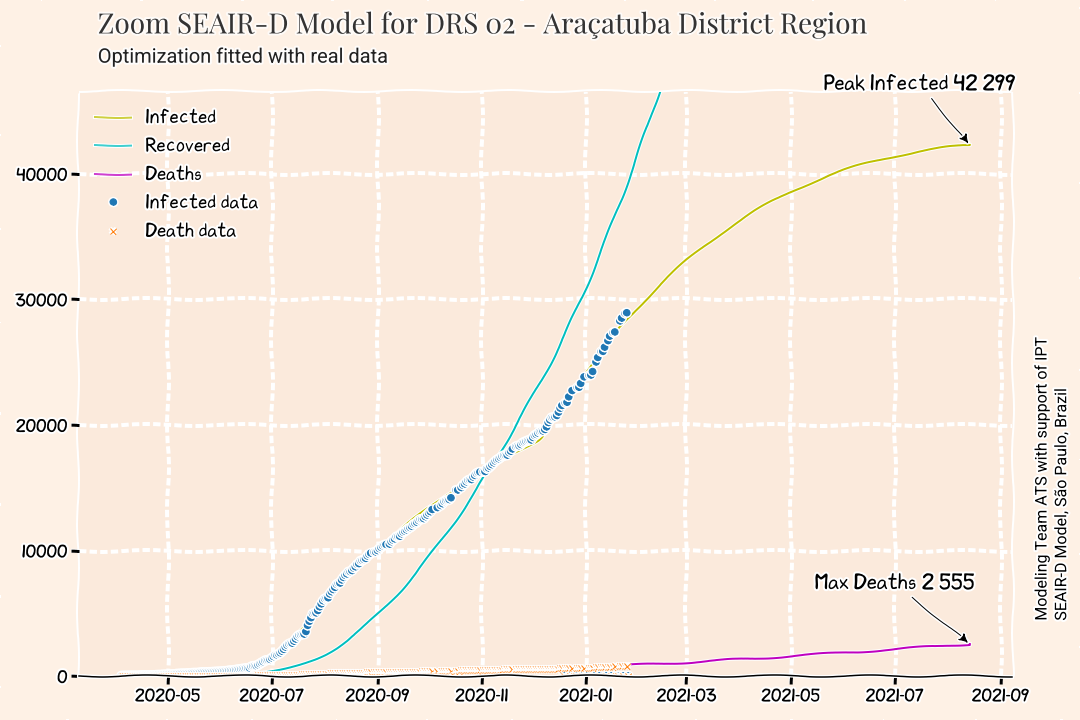 Zoom SEAIR-D Model for DRS 02 - Araçatuba District Region
Optimization fitted with real data
Peak Infected 42 299
Infected
Recovered
Deaths
Infected data
Death data
40000
30000
20000
10000
0
Max Deaths 2 555
2020-05
2020-07
2020-09
2020-11
2021-01
2021-03
2021-05
2021-07
2021-09
Modeling Team ATS with support of IPT
SEAIR-D Model, São Paulo, Brazil